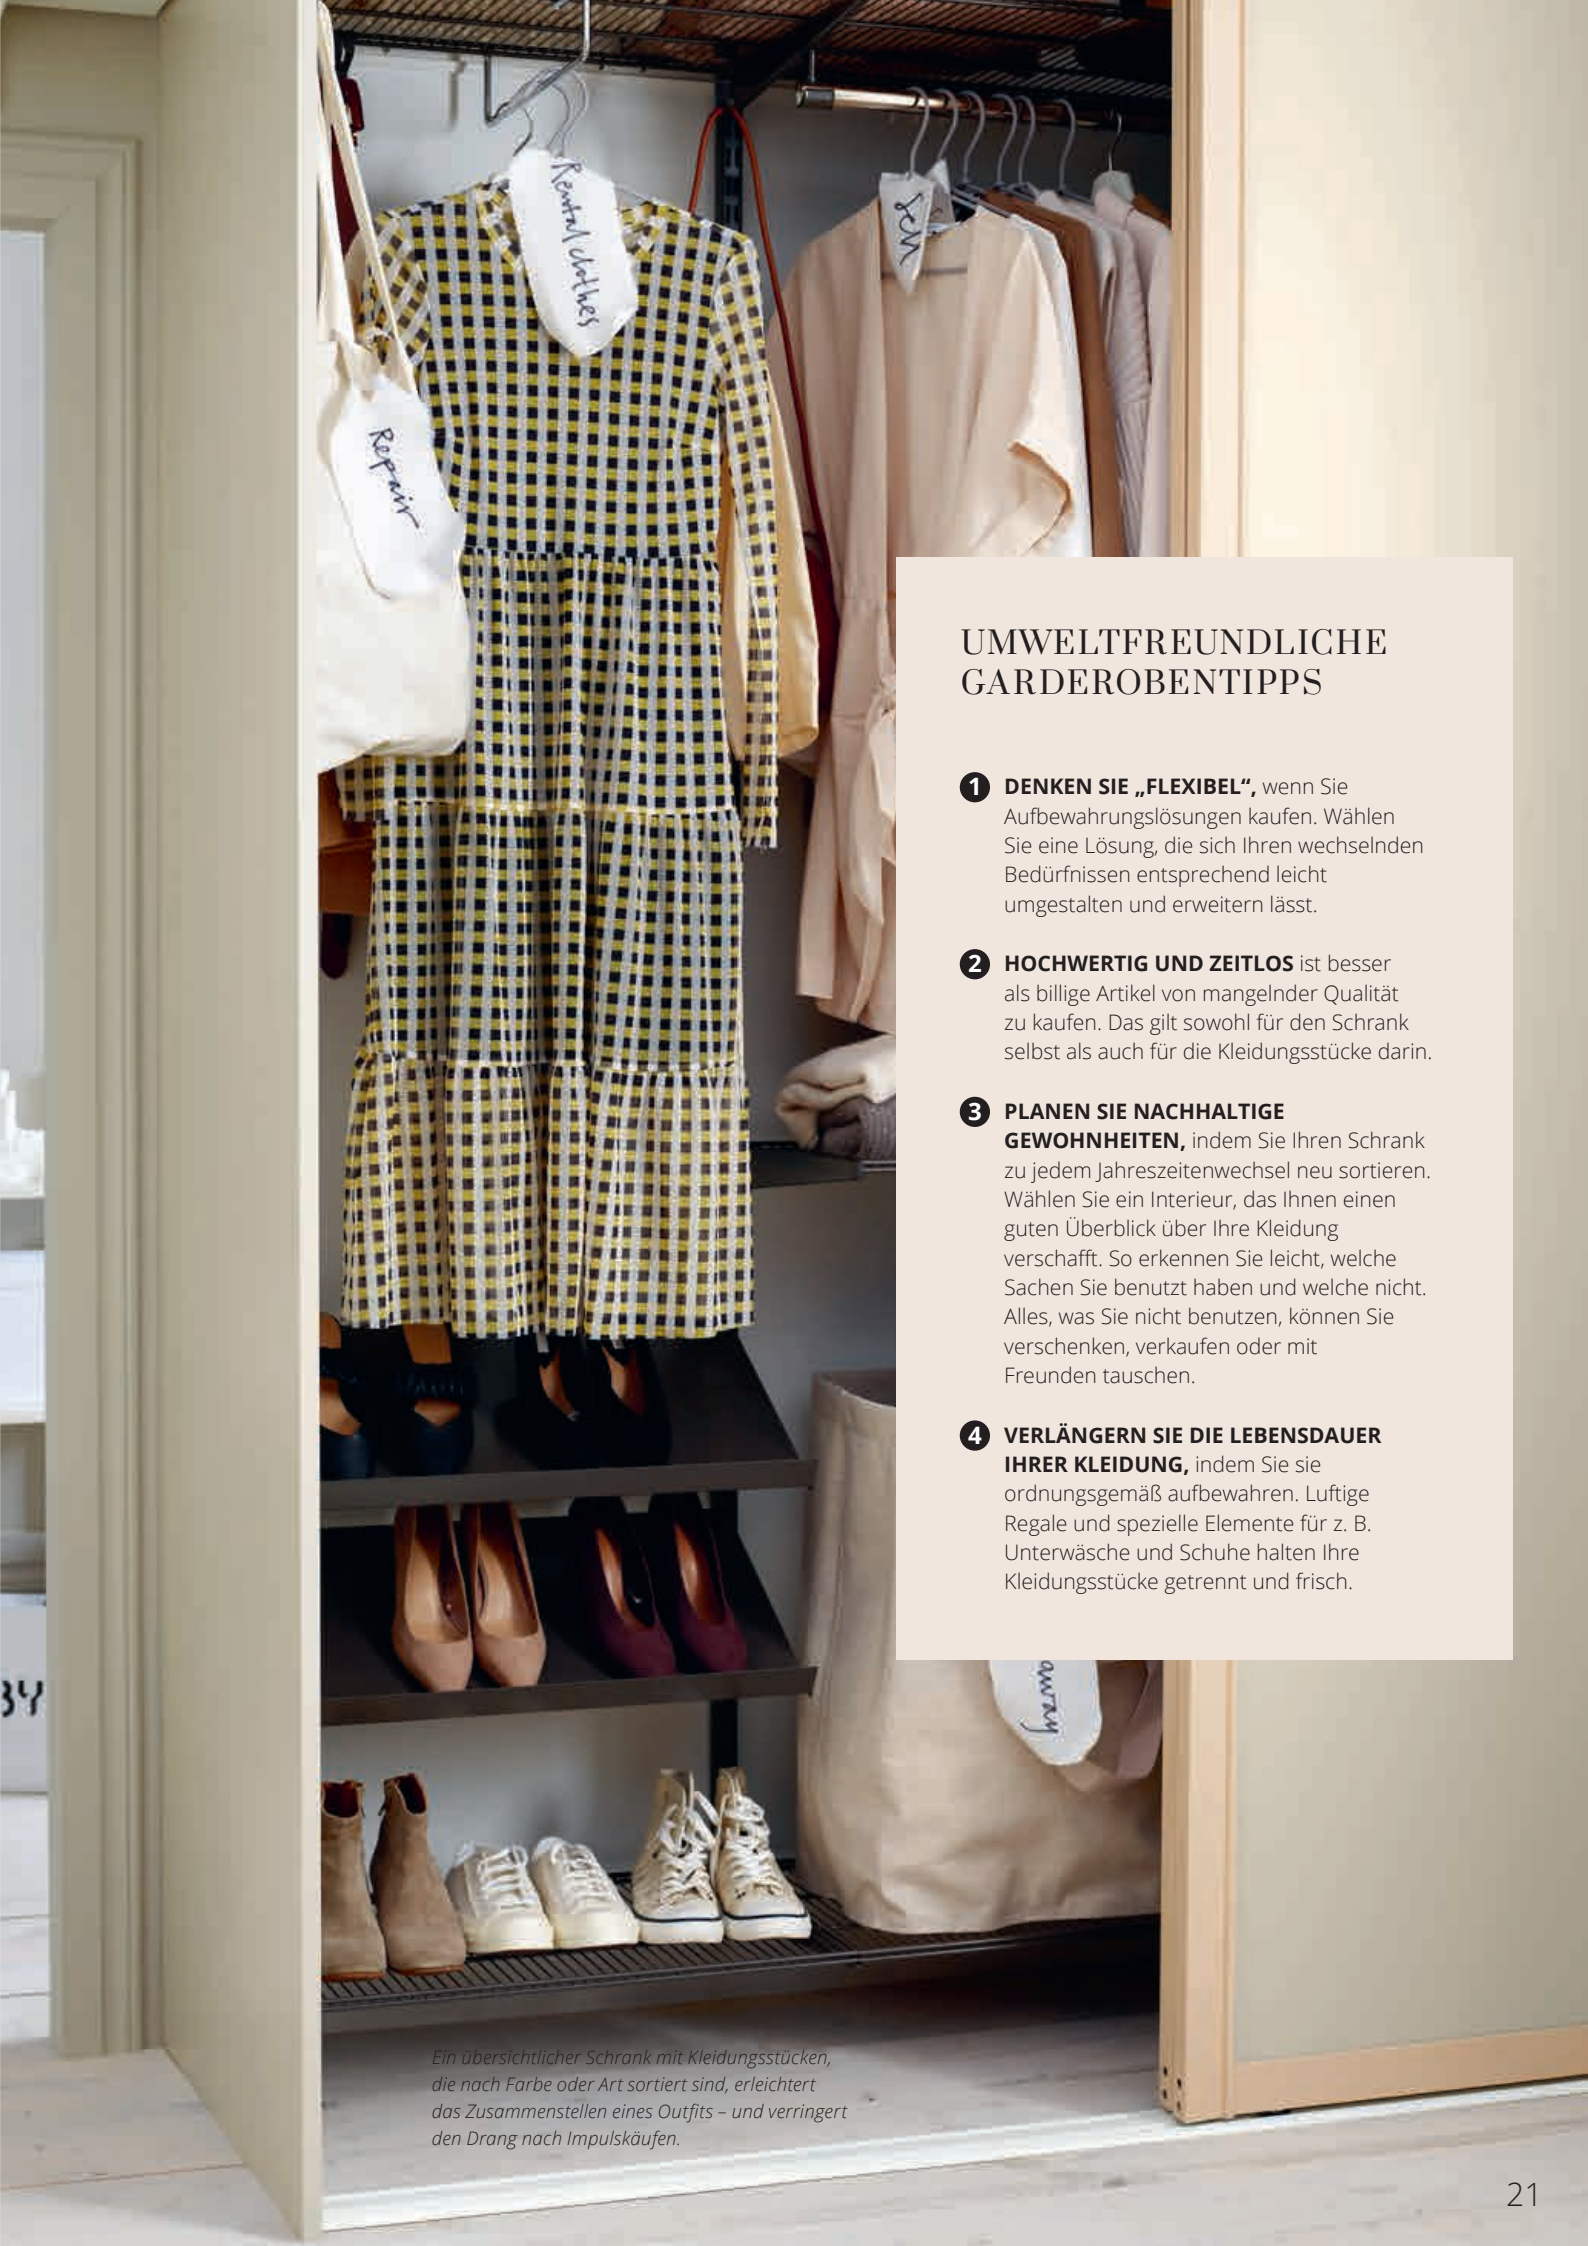 Rental clothes
Sell
Repair
UMWELTFREUNDLICHE
GARDEROBENTIPPS
1 DENKEN SIE „FLEXIBEL“, wenn Sie
Aufbewahrungslösungen kaufen. Wählen
Sie eine Lösung, die sich Ihren wechselnden
Bedürfnissen entsprechend leicht
umgestalten und erweitern lässt.
2 HOCHWERTIG UND ZEITLOS ist besser
als billige Artikel von mangelnder Qualität
zu kaufen. Das gilt sowohl für den Schrank
selbst als auch für die Kleidungsstücke darin.
3 PLANEN SIE NACHHALTIGE
GEWOHNHEITEN, indem Sie Ihren Schrank
zu jedem Jahreszeitenwechsel neu sortieren.
Wählen Sie ein Interieur, das Ihnen einen
guten Überblick über Ihre Kleidung
verschafft. So erkennen Sie leicht, welche
Sachen Sie benutzt haben und welche nicht.
Alles, was Sie nicht benutzen, können Sie
verschenken, verkaufen oder mit
Freunden tauschen.
4 VERLÄNGERN SIE DIE LEBENSDAUER
IHRER KLEIDUNG, indem Sie sie
ordnungsgemäß aufbewahren. Luftige
Regale und spezielle Elemente für z. B.
Unterwäsche und Schuhe halten Ihre
Kleidungsstücke getrennt und frisch.
away
BY
Ein übersichtlicher Schrank mit Kleidungsstücken,
die nach Farbe oder Art sortiert sind, erleichtert
das Zusammenstellen eines Outfits – und verringert
den Drang nach Impulskäufen.
21